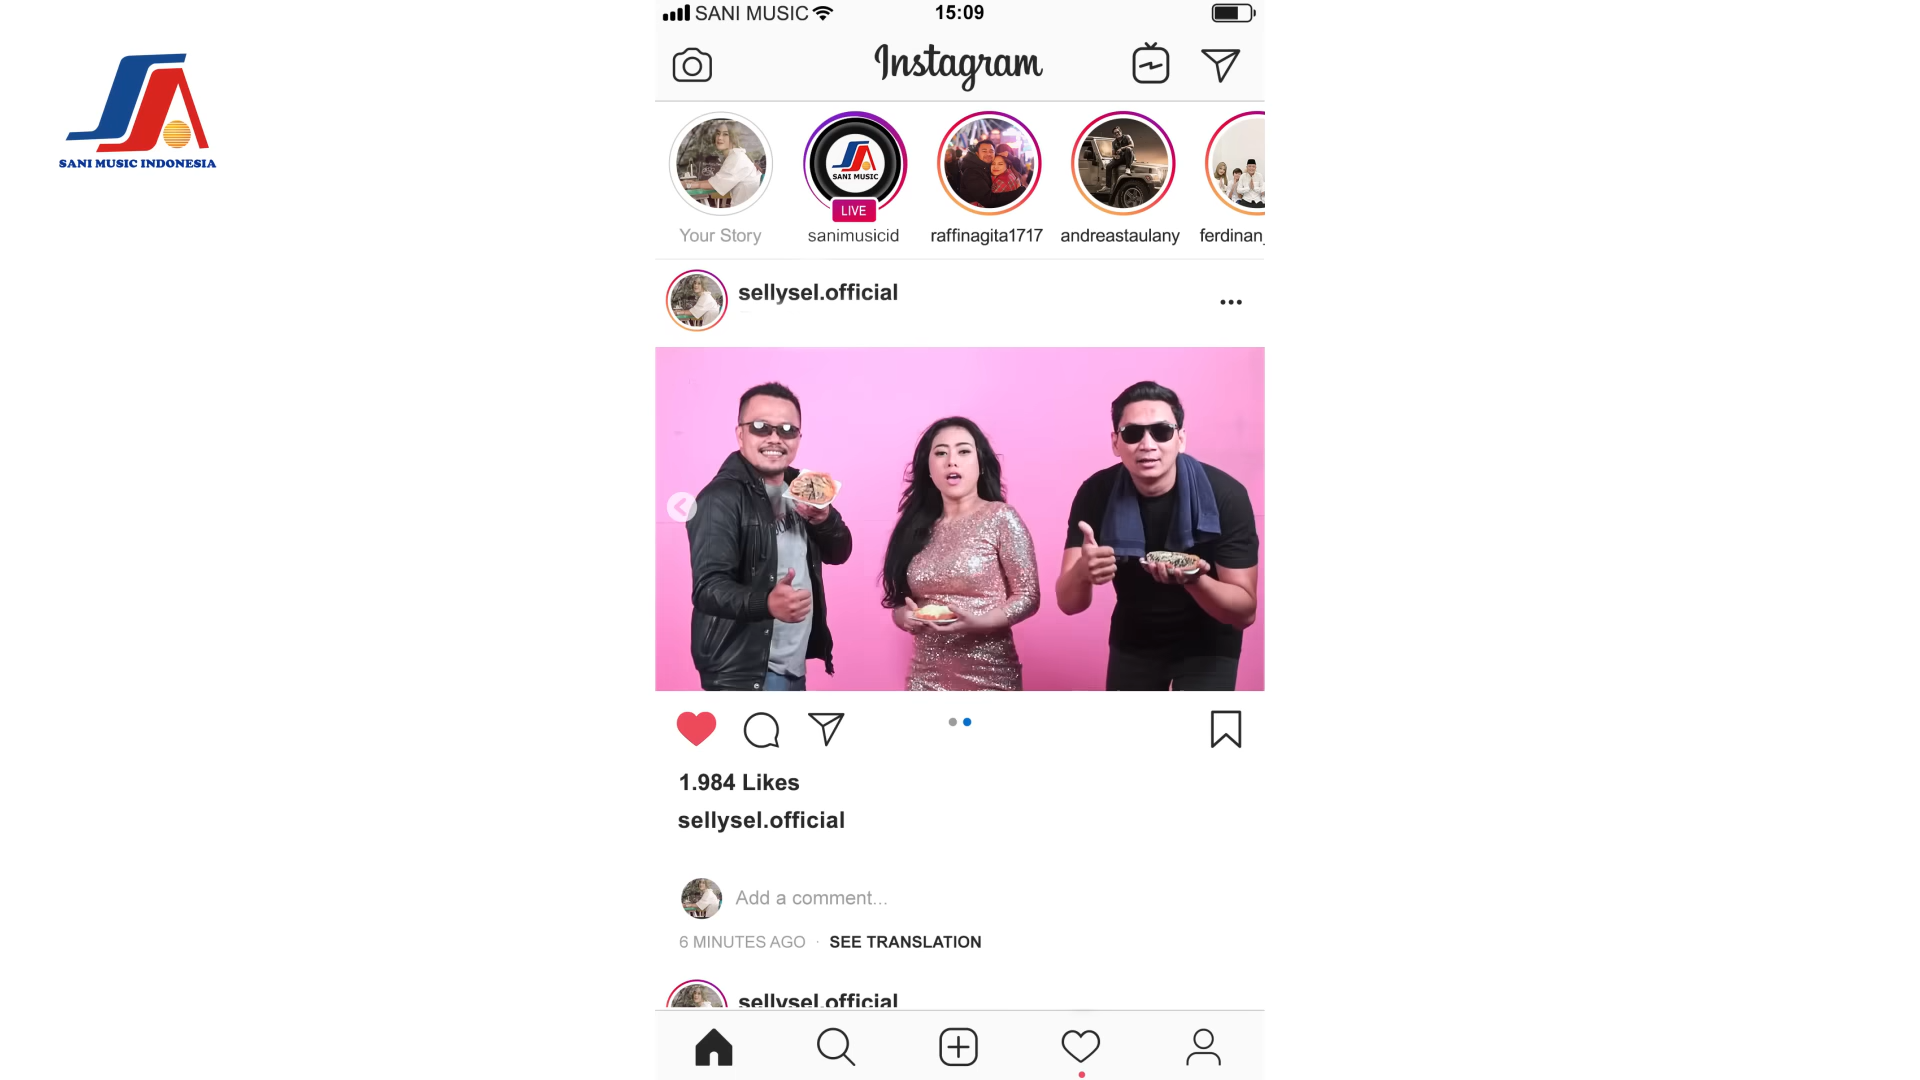 SANI MUSIC
15:09
SANI MUSIC INDONESIA
Instagram
SANI MUSIC
LIVE
Your Story
sanimusicid
raffinagita1717
andreastaulany
ferdinan_
sellysel.official
1.984 Likes
sellysel.official
Add a comment...
6 MINUTES AGO · SEE TRANSLATION
sellysel.official